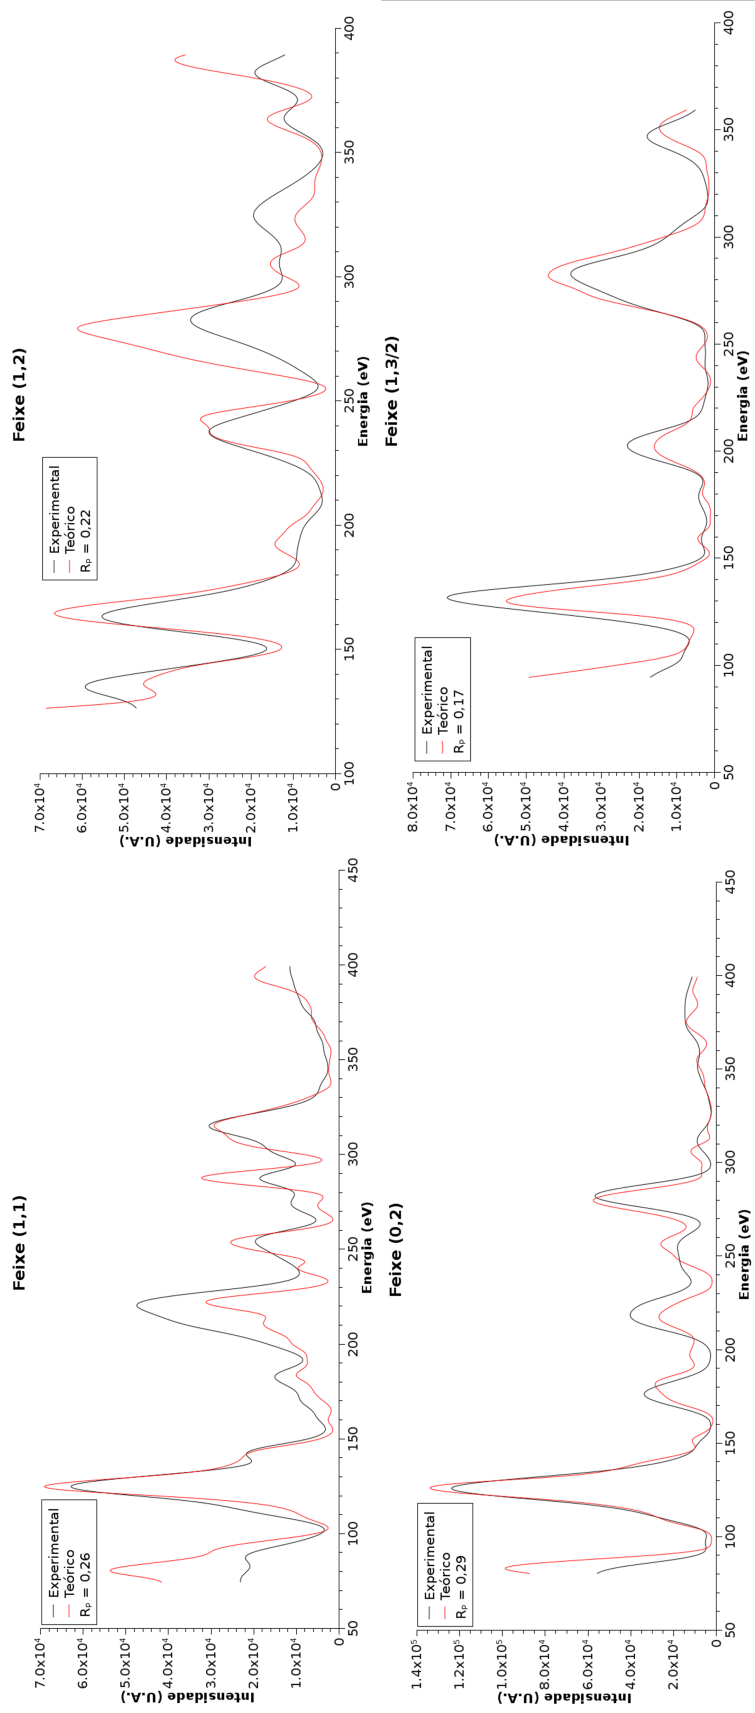 Feixe (1,1)
Intensidade (U.A.)
7.0x10⁴
6.0x10⁴
5.0x10⁴
4.0x10⁴
3.0x10⁴
2.0x10⁴
1.0x10⁴
0
Experimental
Teórico
Rₚ = 0,26
50 100 150 200 250 300 350 400 450
Energia (eV)
Feixe (1,2)
Intensidade (U.A.)
7.0x10⁴
6.0x10⁴
5.0x10⁴
4.0x10⁴
3.0x10⁴
2.0x10⁴
1.0x10⁴
Experimental
Teórico
Rₚ = 0,22
100 150 200 250 300 350 400
Energia (eV)
Feixe (0,2)
Intensidade (U.A.)
1.4x10⁵
1.2x10⁵
1.0x10⁵
8.0x10⁴
6.0x10⁴
4.0x10⁴
2.0x10⁴
0
Experimental
Teórico
Rₚ = 0,29
50 100 150 200 250 300 350 400 450
Energia (eV)
Feixe (1,3/2)
Intensidade (U.A.)
8.0x10⁴
7.0x10⁴
6.0x10⁴
5.0x10⁴
4.0x10⁴
3.0x10⁴
2.0x10⁴
1.0x10⁴
0
Experimental
Teórico
Rₚ = 0,17
50 100 150 200 250 300 350 400
Energia (eV)